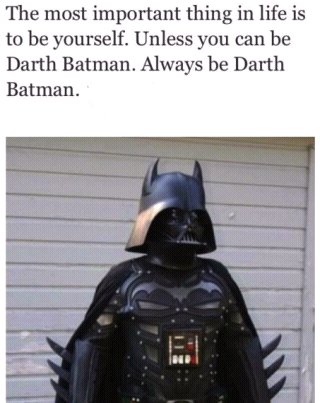 The most important thing in life is
to be yourself. Unless you can be
Darth Batman. Always be Darth
Batman.